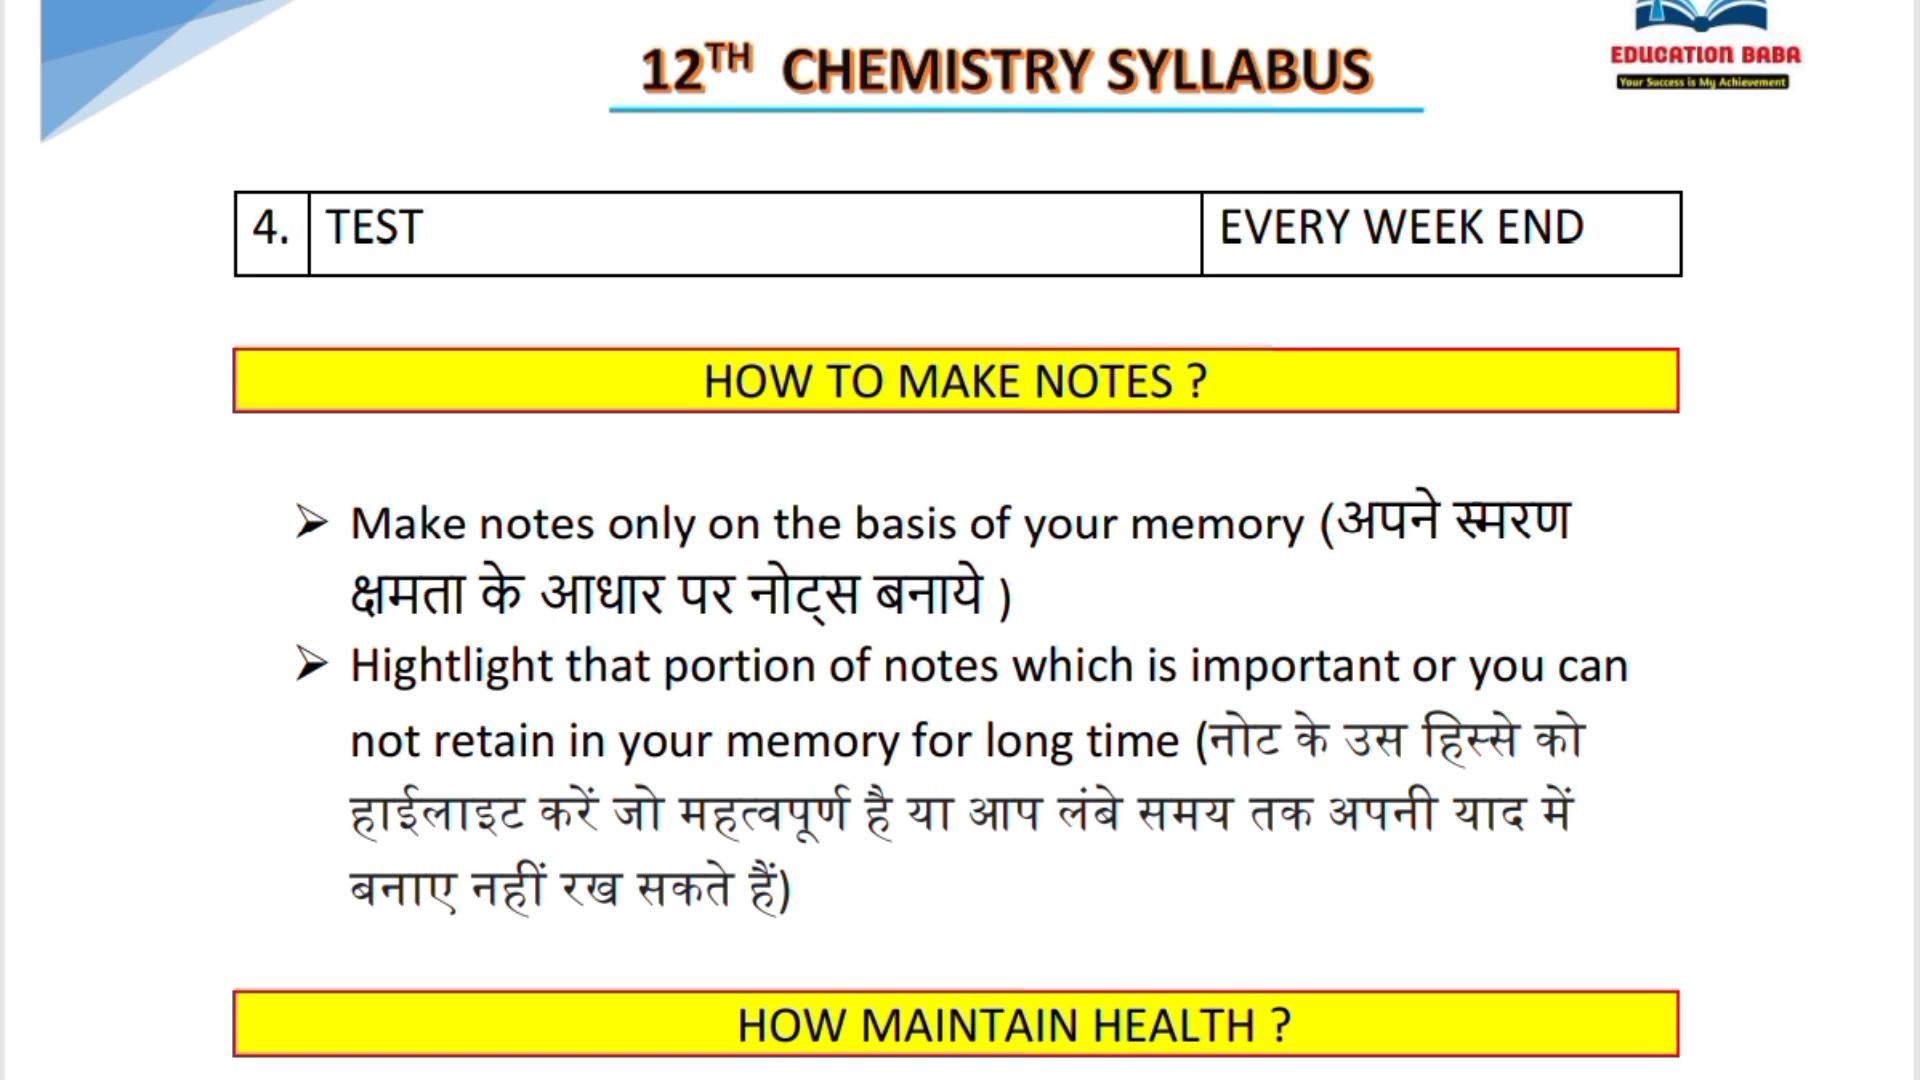 12TH CHEMISTRY SYLLABUS
EDUCATION BABA
Your Success is My Achievement
4. TEST EVERY WEEK END
HOW TO MAKE NOTES ?
➢ Make notes only on the basis of your memory (अपने स्मरण
क्षमता के आधार पर नोट्स बनाये )
➢ Hightlight that portion of notes which is important or you can
not retain in your memory for long time (नोट के उस हिस्से को
हाईलाइट करें जो महत्वपूर्ण है या आप लंबे समय तक अपनी याद में
बनाए नहीं रख सकते हैं)
HOW MAINTAIN HEALTH ?